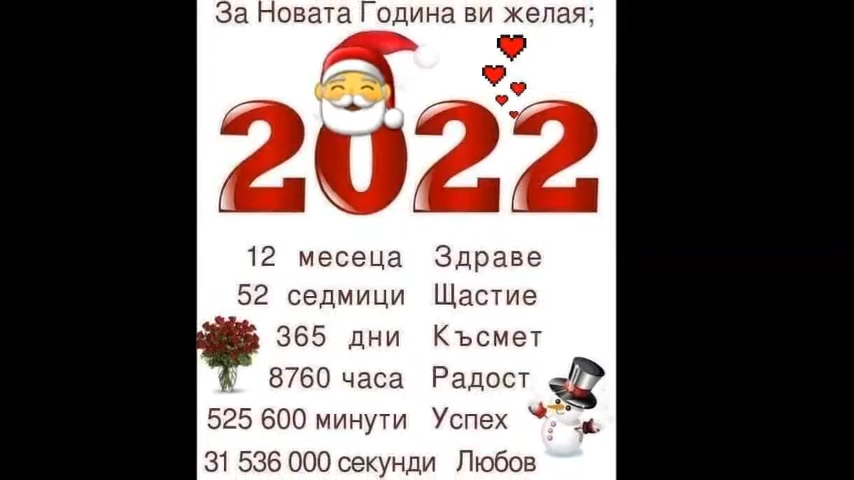 За Новата Година ви желая;
2022
12 месеца Здраве
52 седмици Щастие
365 дни Късмет
8760 часа Радост
525 600 минути Успех
31 536 000 секунди Любов